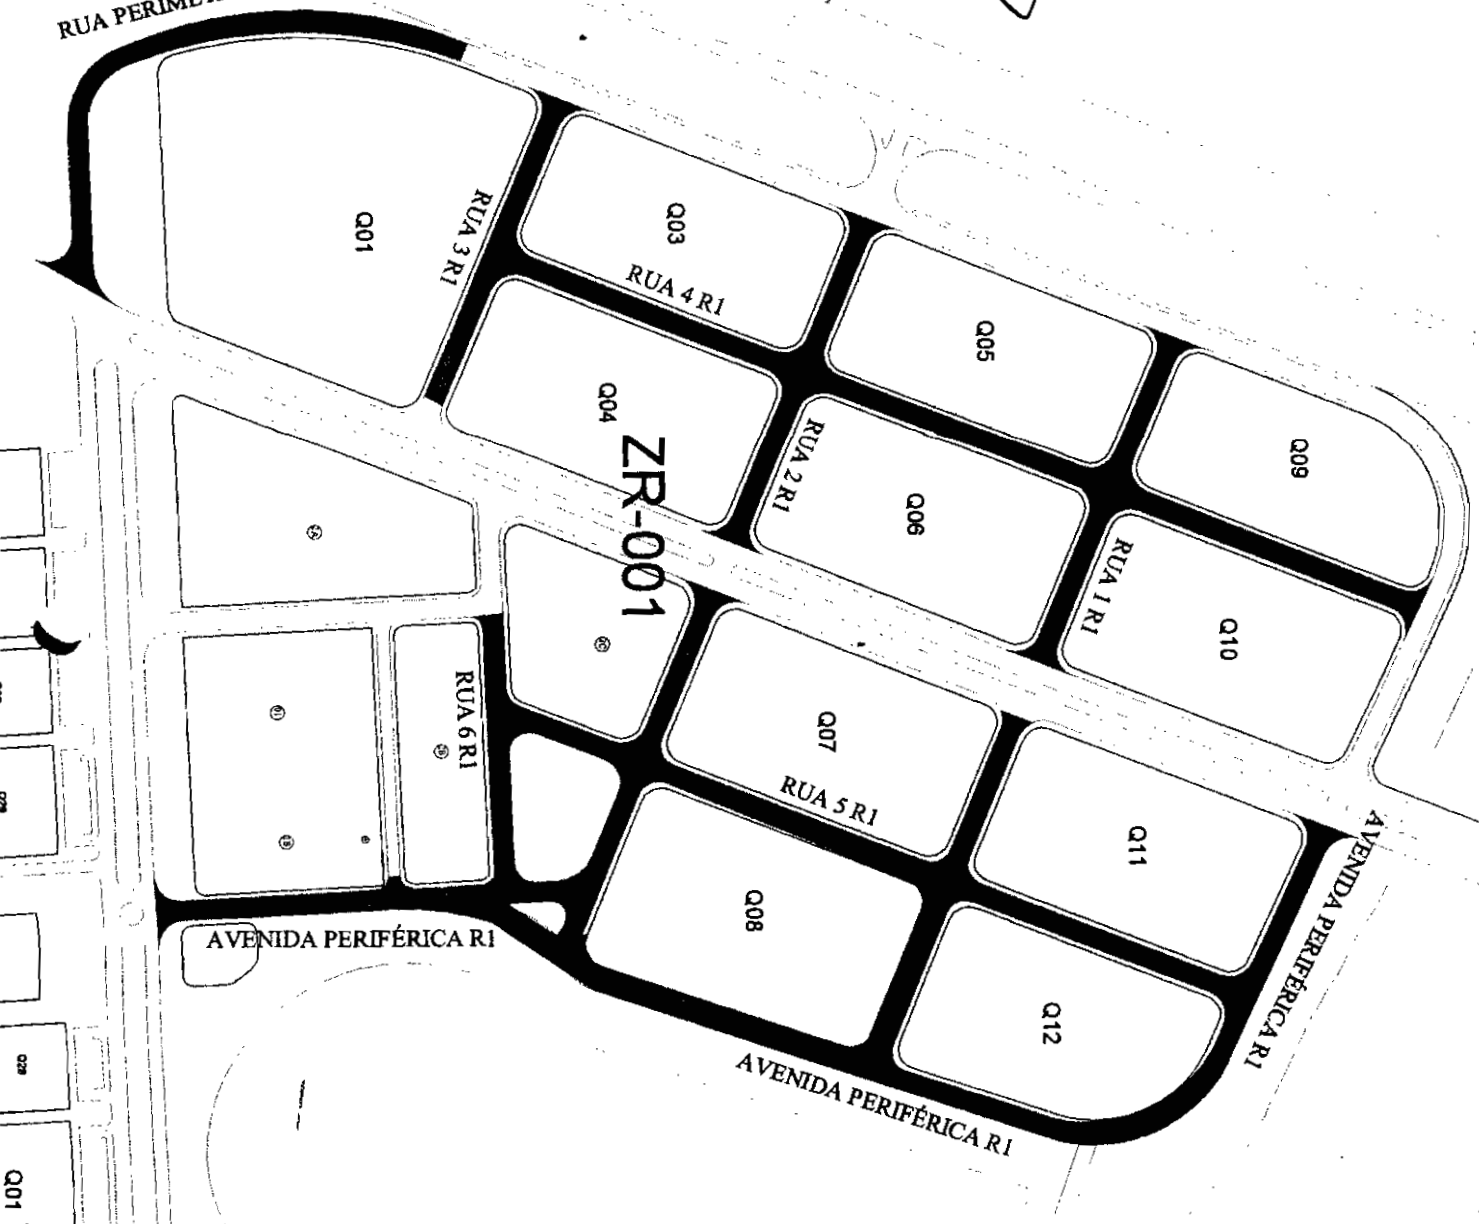 RUA PERIME
Q01
RUA 3 R1
Q03
RUA 4 R1
Q05
Q09
Q04
ZR-001
RUA 2 R1
Q06
RUA 1 R1
Q10
RUA 6 R1
Q07
RUA 5 R1
Q11
Q08
Q12
AVENIDA PERIFÉRICA R1
AVENIDA PERIFÉRICA R1
AVENIDA PERIFÉRICA R1
Q29
Q01